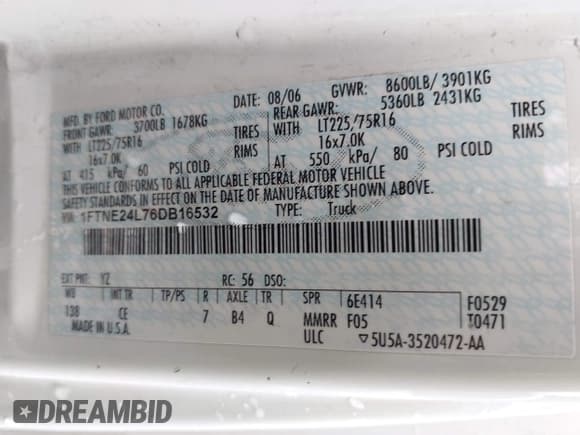 MFD. BY FORD MOTOR CO.
DATE: 08/06 GVWR: 8600LB/ 3901KG
FRONT GAWR: 3700LB 1678KG
REAR GAWR: 5360LB 2431KG
WITH LT225/75R16 TIRES
WITH LT225/75R16 TIRES
16x7.0K RIMS
16x7.0K RIMS
AT 415 kPa/ 60 PSI COLD
AT 550 kPa/ 80 PSI COLD
THIS VEHICLE CONFORMS TO ALL APPLICABLE FEDERAL MOTOR VEHICLE
SAFETY STANDARDS IN EFFECT ON THE DATE OF MANUFACTURE SHOWN ABOVE.
VIN: 1FTNE24L76DB16532 TYPE: Truck
EXT PNT: YZ RC: 56 DSO:
WB INT TR TP/PS R AXLE TR SPR 6E414 F0529
138 CE 7 B4 Q MMRR F05 T0471
MADE IN U.S.A. ULC ▽5U5A-3520472-AA
DREAMBID